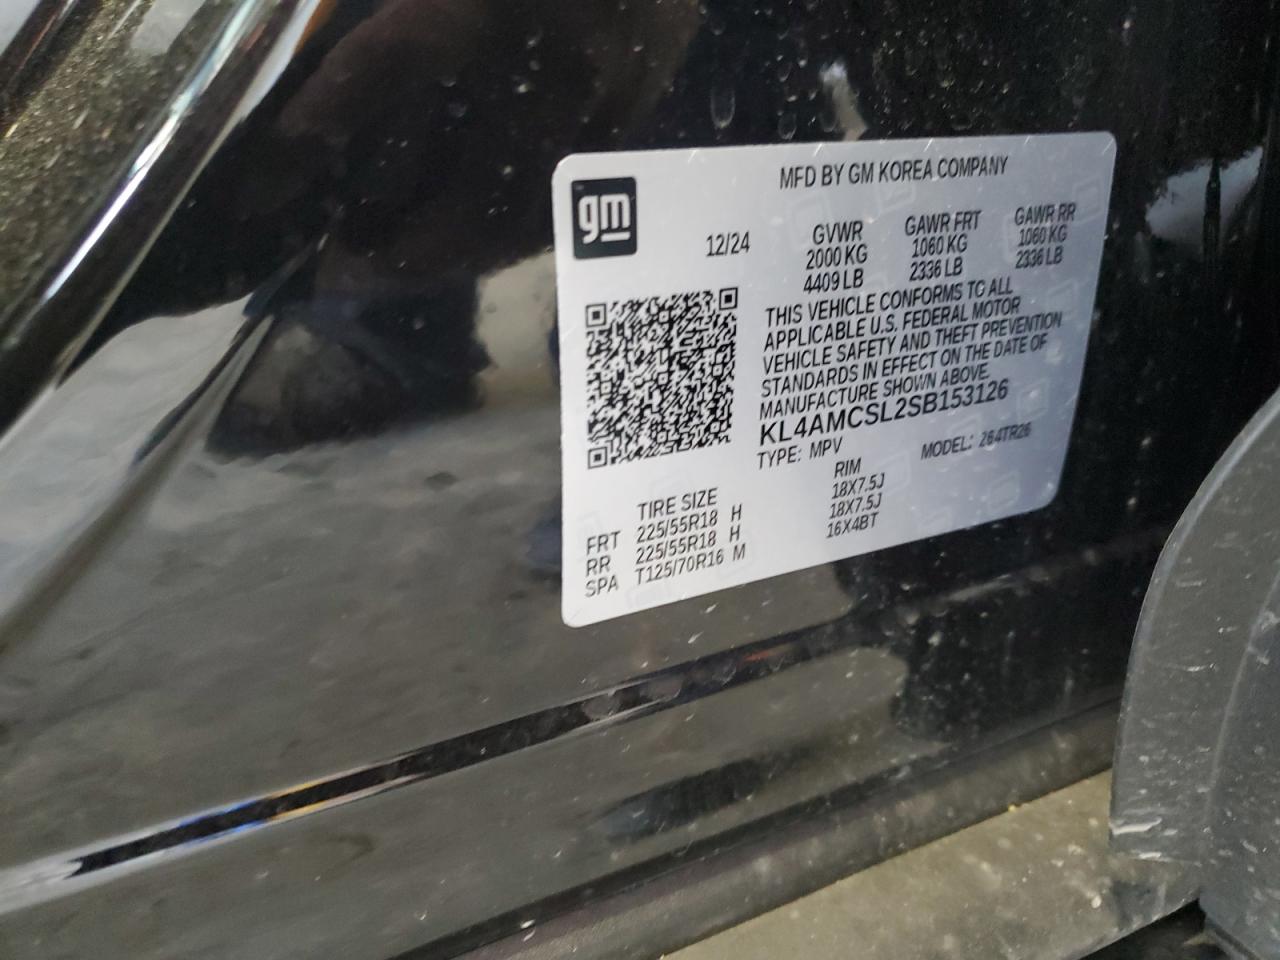 MFD BY GM KOREA COMPANY
gm
12/24 GVWR GAWR FRT GAWR RR
2000 KG 1060 KG 1060 KG
4409 LB 2336 LB 2336 LB
THIS VEHICLE CONFORMS TO ALL
APPLICABLE U.S. FEDERAL MOTOR
VEHICLE SAFETY AND THEFT PREVENTION
STANDARDS IN EFFECT ON THE DATE OF
MANUFACTURE SHOWN ABOVE.
KL4AMCSL2SB153126
TYPE: MPV MODEL: 264TR26
TIRE SIZE RIM
FRT 225/55R18 H 18X7.5J
RR 225/55R18 H 18X7.5J
SPA T125/70R16 M 16X4BT